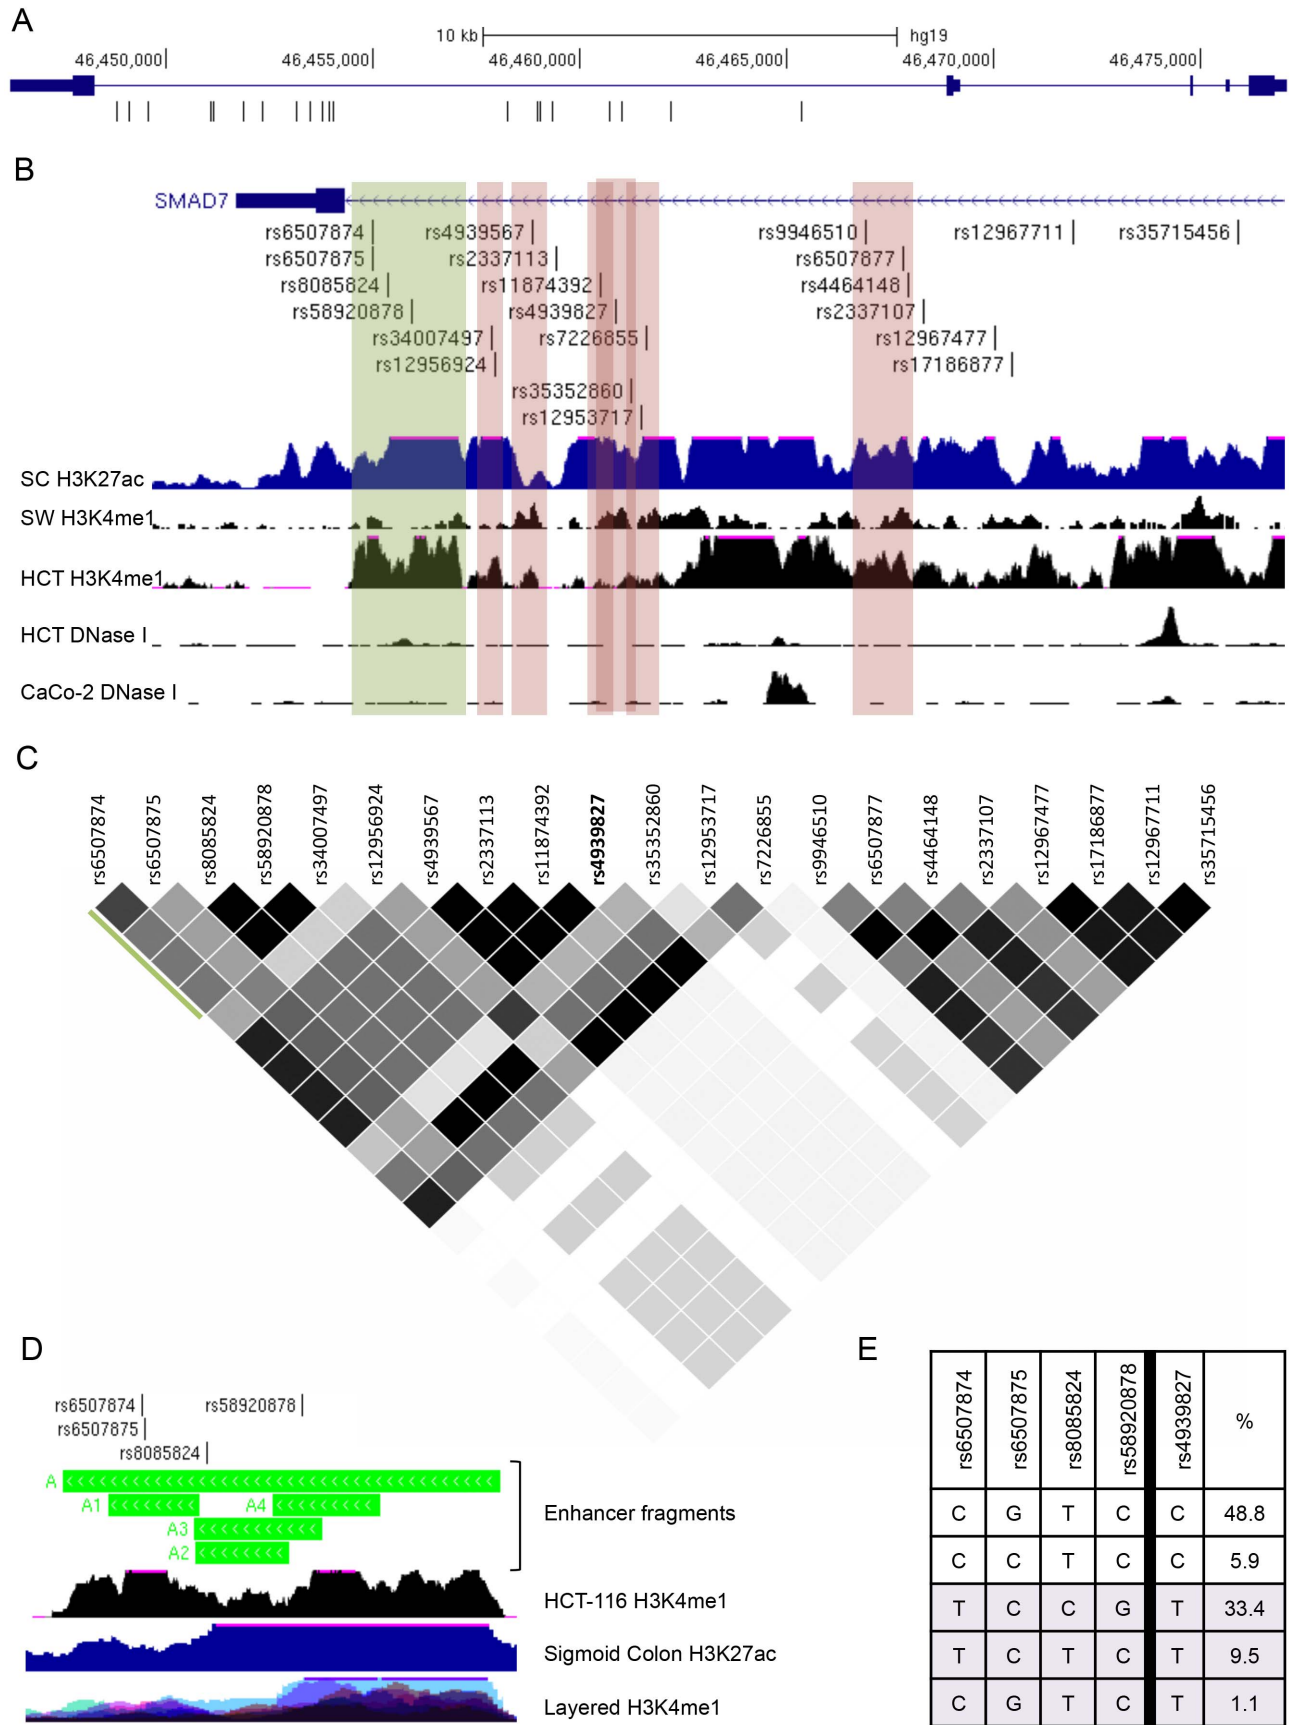 A
10 kb hg19
46,450,000 46,455,000 46,460,000 46,465,000 46,470,000 46,475,000
B
SMAD7
rs6507874 rs4939567 rs9946510 rs12967711 rs35715456
rs6507875 rs2337113 rs6507877
rs8085824 rs11874392 rs4464148
rs58920878 rs4939827 rs2337107
rs34007497 rs7226855 rs12967477
rs12956924 rs17186877
rs35352860
rs12953717
SC H3K27ac
SW H3K4me1
HCT H3K4me1
HCT DNase I
CaCo-2 DNase I
C
rs6507874 rs6507875 rs8085824 rs58920878 rs34007497 rs12956924 rs4939567 rs2337113 rs11874392 rs4939827 rs35352860 rs12953717 rs7226855 rs9946510 rs6507877 rs4464148 rs2337107 rs12967477 rs17186877 rs12967711 rs35715456
D
rs6507874 rs58920878
rs6507875
rs8085824
A
A1 A4
A3
A2
Enhancer fragments
HCT-116 H3K4me1
Sigmoid Colon H3K27ac
Layered H3K4me1
E
rs6507874 rs6507875 rs8085824 rs58920878 rs4939827 %
C G T C C 48.8
C C T C C 5.9
T C C G T 33.4
T C T C T 9.5
C G T C T 1.1